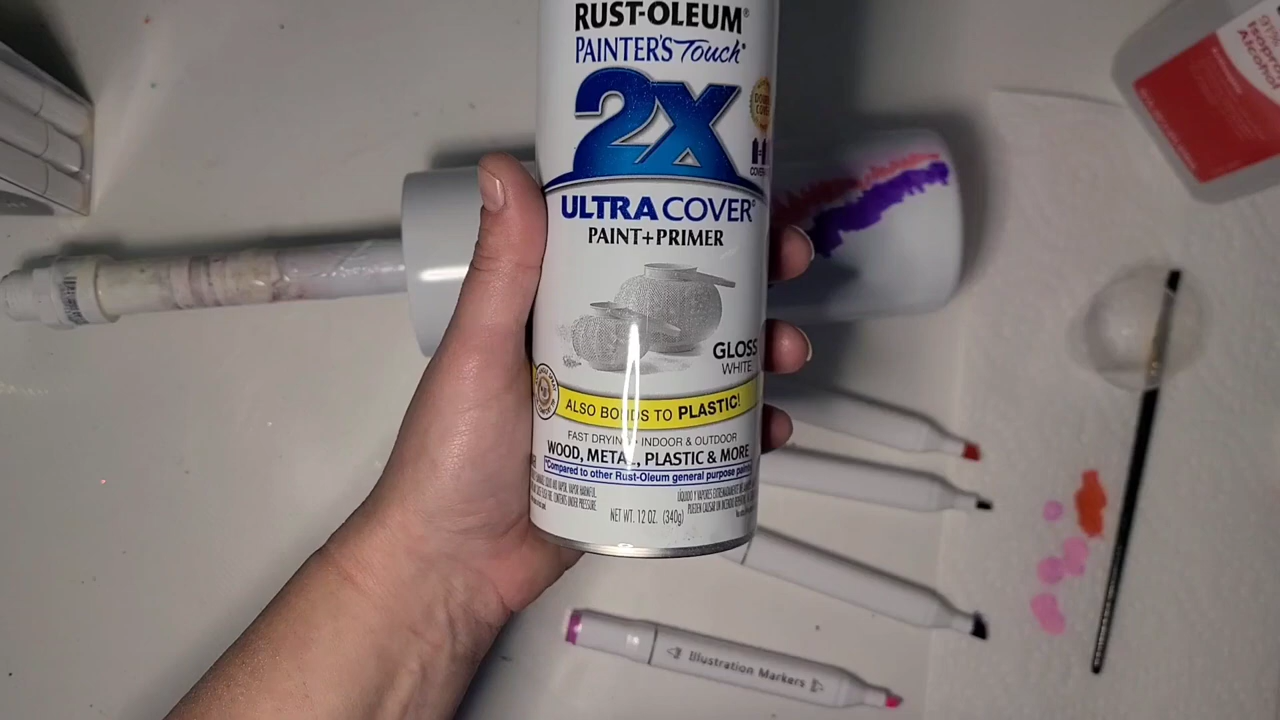 RUST-OLEUM®
PAINTER'S Touch®
2X
ULTRA COVER
PAINT+PRIMER
GLOSS
WHITE
ALSO BONDS TO PLASTIC!
FAST DRYING • INDOOR & OUTDOOR
WOOD, METAL, PLASTIC & MORE
*Compared to other Rust-Oleum general purpose
NET WT. 12 OZ. (340g)
Illustration Markers